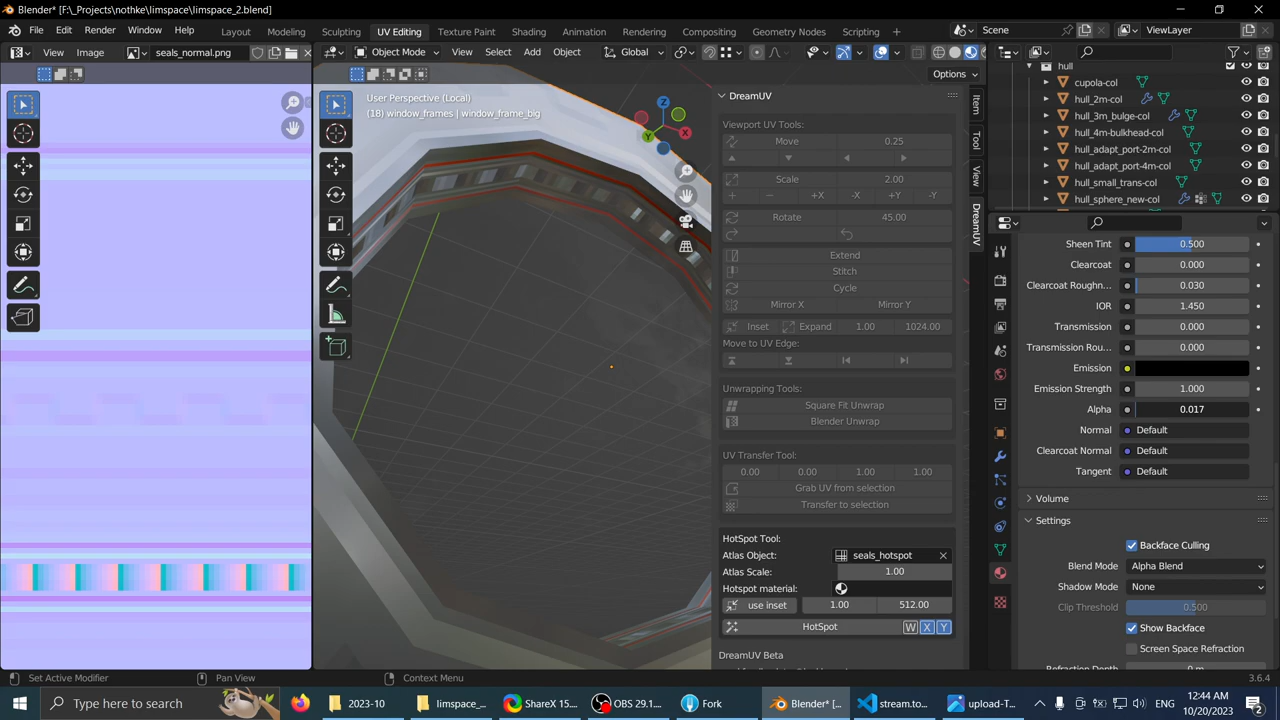 Blender* [F:\_Projects\nothke\limspace\limspace_2.blend]
File Edit Render Window Help
Layout Modeling Sculpting UV Editing Texture Paint Shading Animation Rendering Compositing Geometry Nodes Scripting
Scene
ViewLayer
View Image seals_normal.png
Object Mode View Select Add Object Global
Options
User Perspective (Local)
(18) window_frames | window_frame_big
Z
X
Y
DreamUV
Viewport UV Tools:
Move 0.25
Scale 2.00
+X -X +Y -Y
Rotate 45.00
Extend
Stitch
Cycle
Mirror X Mirror Y
Inset Expand 1.00 1024.00
Move to UV Edge:
Unwrapping Tools:
Square Fit Unwrap
Blender Unwrap
UV Transfer Tool:
0.00 0.00 1.00 1.00
Grab UV from selection
Transfer to selection
HotSpot Tool:
Atlas Object: seals_hotspot
Atlas Scale: 1.00
Hotspot material:
use inset 1.00 512.00
HotSpot W X Y
DreamUV Beta
Item
Tool
View
DreamUV
hull
cupola-col
hull_2m-col
hull_3m_bulge-col
hull_4m-bulkhead-col
hull_adapt_port-2m-col
hull_adapt_port-4m-col
hull_small_trans-col
hull_sphere_new-col
Sheen Tint 0.500
Clearcoat 0.000
Clearcoat Roughn... 0.030
IOR 1.450
Transmission 0.000
Transmission Rou... 0.000
Emission
Emission Strength 1.000
Alpha 0.017
Normal Default
Clearcoat Normal Default
Tangent Default
Volume
Settings
Backface Culling
Blend Mode Alpha Blend
Shadow Mode None
Clip Threshold 0.500
Show Backface
Screen Space Refraction
Refraction Depth 0 m
Set Active Modifier Pan View Context Menu 3.6.4
Type here to search
2023-10
limspace_...
ShareX 15....
OBS 29.1....
Fork
Blender* [...
stream.to...
upload-T...
12:44 AM
10/20/2023
2